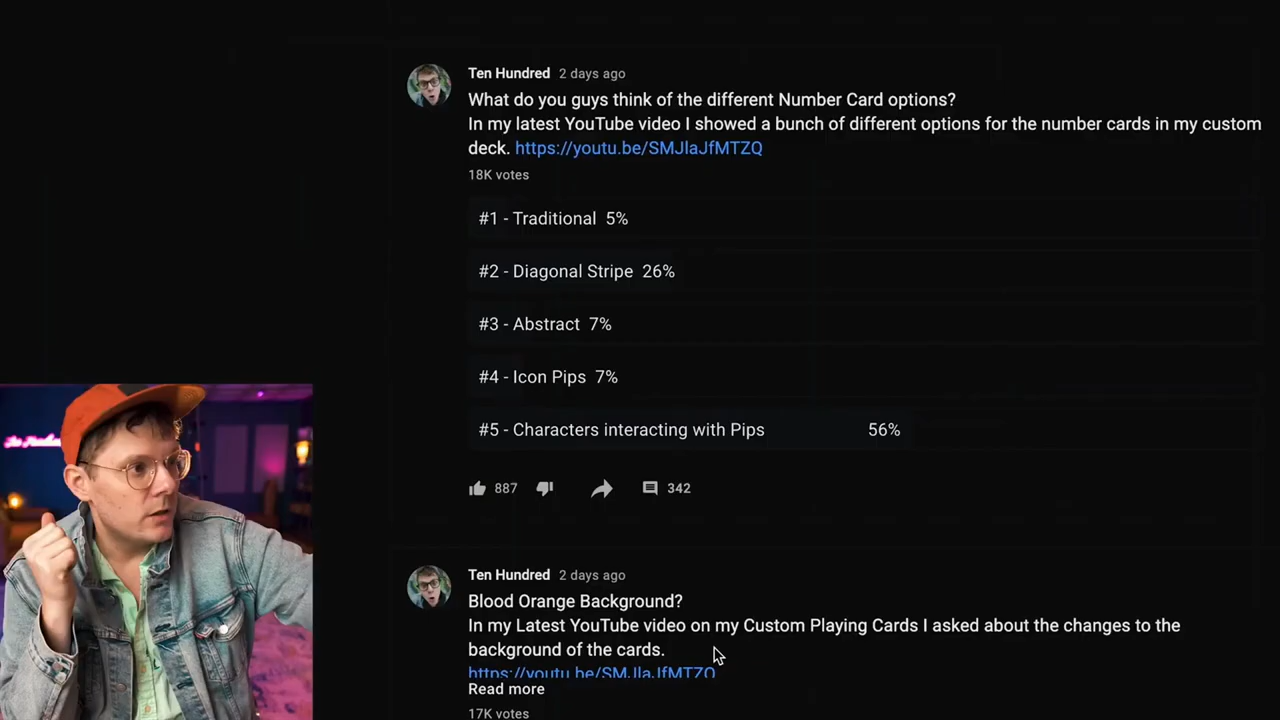 Ten Hundred 2 days ago
What do you guys think of the different Number Card options?
In my latest YouTube video I showed a bunch of different options for the number cards in my custom
deck. https://youtu.be/SMJlaJfMTZQ
18K votes
#1 - Traditional 5%
#2 - Diagonal Stripe 26%
#3 - Abstract 7%
#4 - Icon Pips 7%
#5 - Characters interacting with Pips 56%
887 342
Ten Hundred 2 days ago
Blood Orange Background?
In my Latest YouTube video on my Custom Playing Cards I asked about the changes to the
background of the cards.
https://youtu.be/SMJlaJfMTZQ
Read more
17K votes